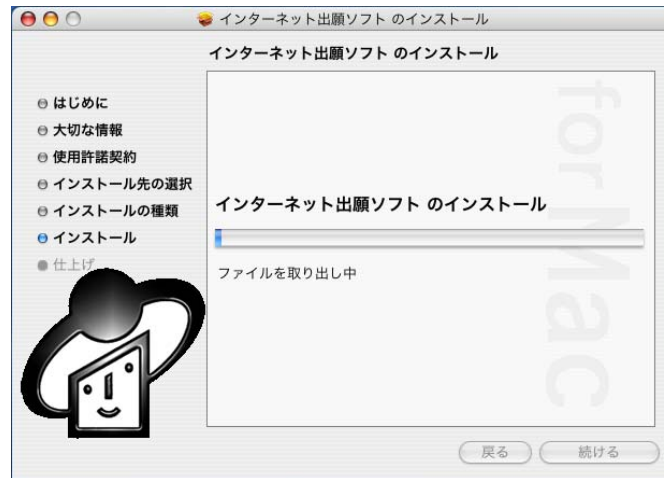 インターネット出願ソフト のインストール
インターネット出願ソフト のインストール
はじめに
大切な情報
使用許諾契約
インストール先の選択
インストールの種類
インストール
仕上げ
for Mac
インターネット出願ソフト のインストール
ファイルを取り出し中
戻る
続ける